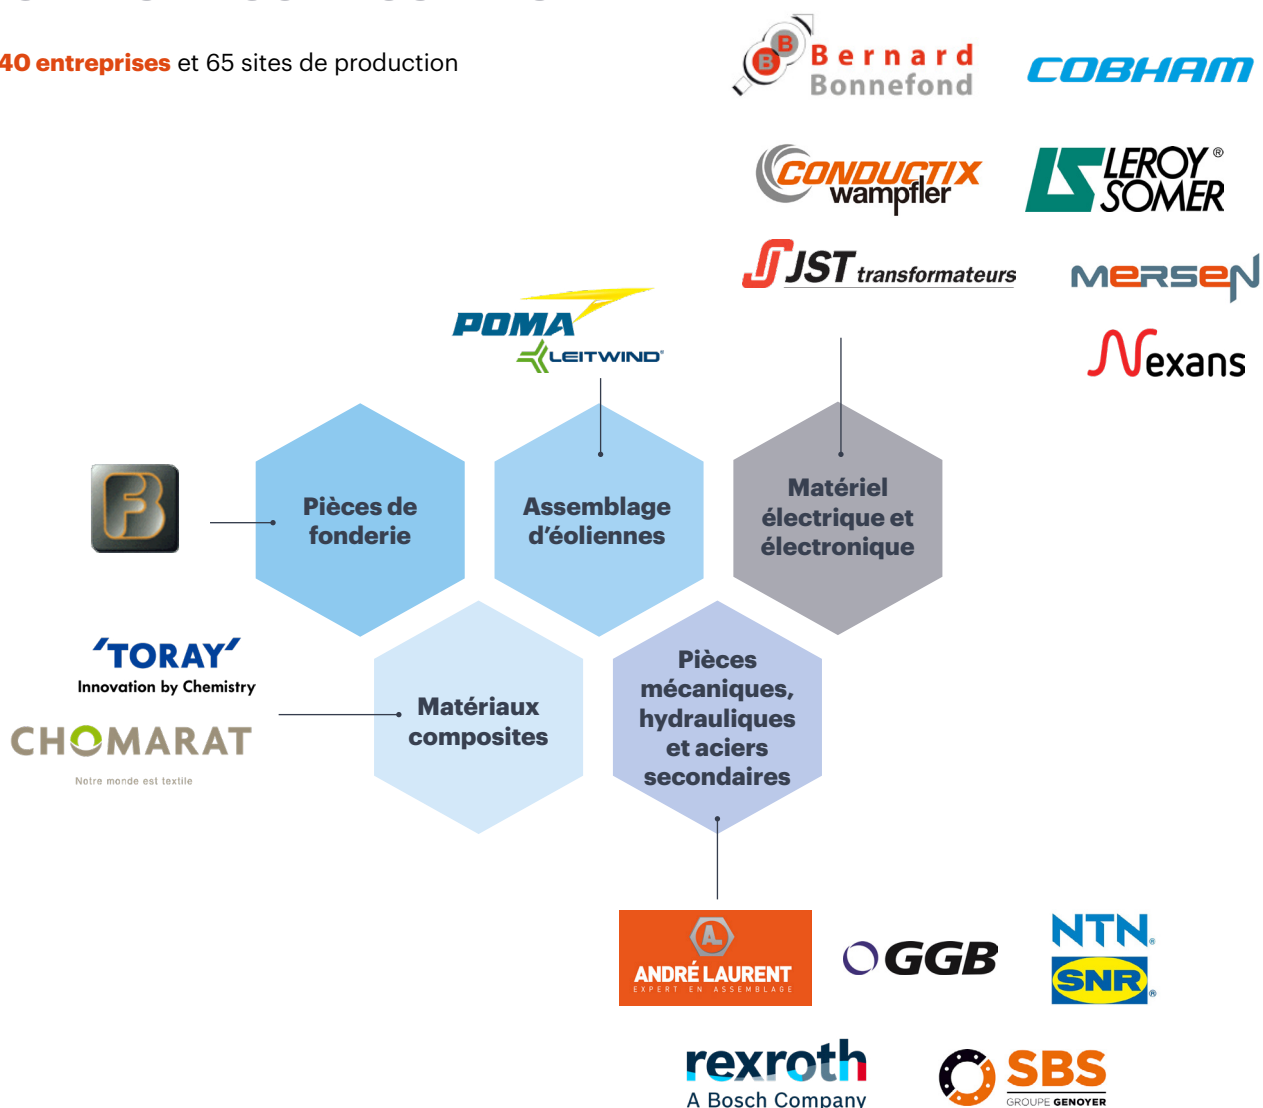 40 entreprises et 65 sites de production
B
B
Bernard
Bonnefond
COBHAM
CONDUCTIX
wampfler
LEROY®
SOMER
JST transformateurs
MERSEN
Nexans
POMA
LEITWIND®
FB
Pièces de
fonderie
Assemblage
d'éoliennes
Matériel
électrique et
électronique
'TORAY'
Innovation by Chemistry
CHOMARAT
Notre monde est textile
Matériaux
composites
Pièces
mécaniques,
hydrauliques
et aciers
secondaires
AL
ANDRÉ LAURENT
EXPERT EN ASSEMBLAGE
GGB
NTN®
SNR®
rexroth
A Bosch Company
SBS
GROUPE GENOYER